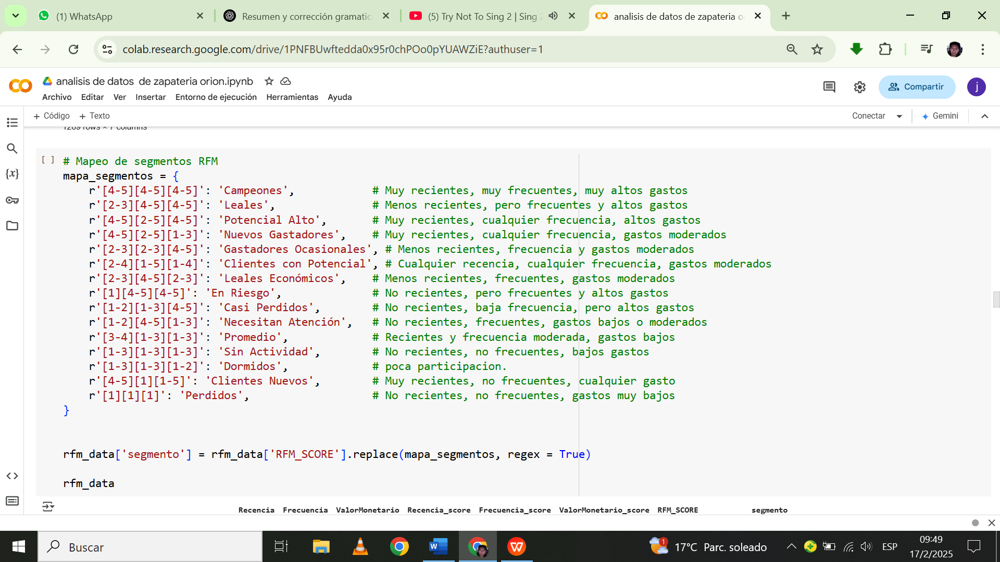 (1) WhatsApp
Resumen y corrección gramatica
(5) Try Not To Sing 2 | Sing 2
analisis de datos de zapateria o
colab.research.google.com/drive/1PNFBUwftedda0x95r0chPOo0pYUAWZiE?authuser=1
analisis de datos de zapateria orion.ipynb
Archivo Editar Ver Insertar Entorno de ejecución Herramientas Ayuda
Compartir
j
+ Código + Texto
Conectar
Gemini
1289 rows × 7 columns
[ ] # Mapeo de segmentos RFM
mapa_segmentos = {
r'[4-5][4-5][4-5]': 'Campeones', # Muy recientes, muy frecuentes, muy altos gastos
r'[2-3][4-5][4-5]': 'Leales', # Menos recientes, pero frecuentes y altos gastos
r'[4-5][2-5][4-5]': 'Potencial Alto', # Muy recientes, cualquier frecuencia, altos gastos
r'[4-5][2-5][1-3]': 'Nuevos Gastadores', # Muy recientes, cualquier frecuencia, gastos moderados
r'[2-3][2-3][4-5]': 'Gastadores Ocasionales', # Menos recientes, frecuencia y gastos moderados
r'[2-4][1-5][1-4]': 'Clientes con Potencial', # Cualquier recencia, cualquier frecuencia, gastos moderados
r'[2-3][4-5][2-3]': 'Leales Económicos', # Menos recientes, frecuentes, gastos moderados
r'[1][4-5][4-5]': 'En Riesgo', # No recientes, pero frecuentes y altos gastos
r'[1-2][1-3][4-5]': 'Casi Perdidos', # No recientes, baja frecuencia, pero altos gastos
r'[1-2][4-5][1-3]': 'Necesitan Atención', # No recientes, frecuentes, gastos bajos o moderados
r'[3-4][1-3][1-3]': 'Promedio', # Recientes y frecuencia moderada, gastos bajos
r'[1-3][1-3][1-3]': 'Sin Actividad', # No recientes, no frecuentes, bajos gastos
r'[1-3][1-3][1-2]': 'Dormidos', # poca participacion.
r'[4-5][1][1-5]': 'Clientes Nuevos', # Muy recientes, no frecuentes, cualquier gasto
r'[1][1][1]': 'Perdidos', # No recientes, no frecuentes, gastos muy bajos
}
rfm_data['segmento'] = rfm_data['RFM_SCORE'].replace(mapa_segmentos, regex = True)
rfm_data
Recencia Frecuencia ValorMonetario Recencia_score Frecuencia_score ValorMonetario_score RFM_SCORE segmento
Buscar
1
17°C Parc. soleado
ESP
09:49
17/2/2025